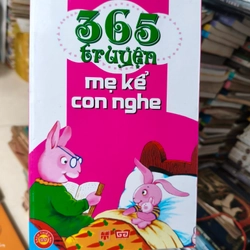 365
truyện
mẹ kể
con nghe